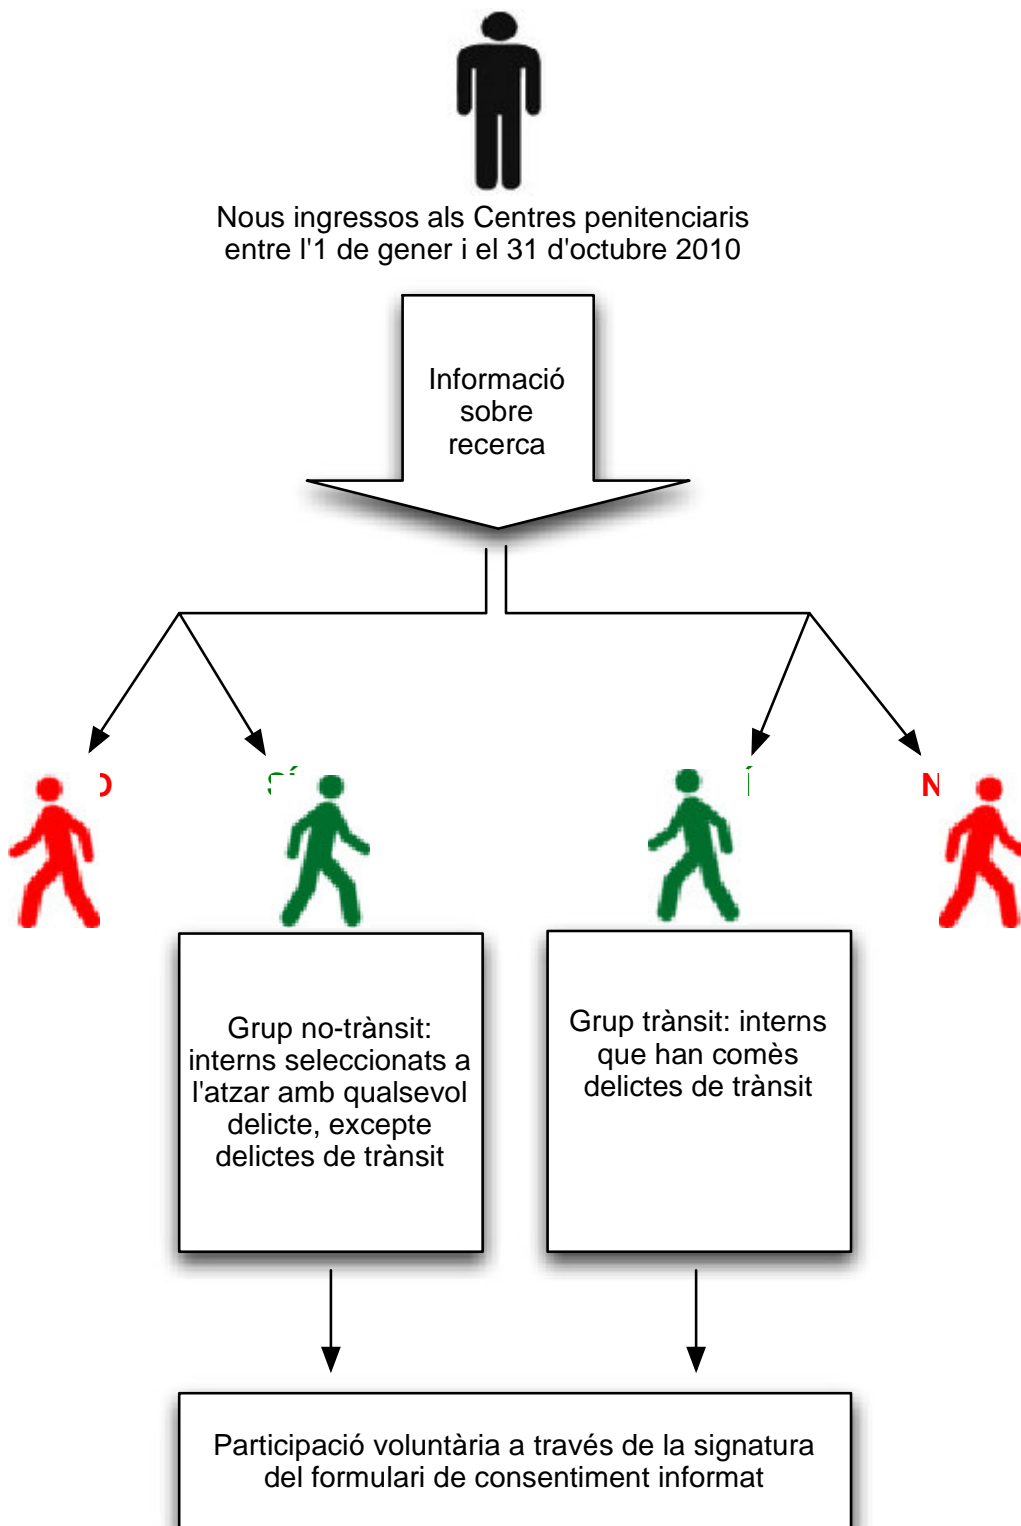 Nous ingressos als Centres penitenciaris
entre l'1 de gener i el 31 d'octubre 2010
Informació
sobre
recerca
Grup no-trànsit:
interns seleccionats a
l'atzar amb qualsevol
delicte, excepte
delictes de trànsit
Grup trànsit: interns
que han comès
delictes de trànsit
Participació voluntària a través de la signatura
del formulari de consentiment informat